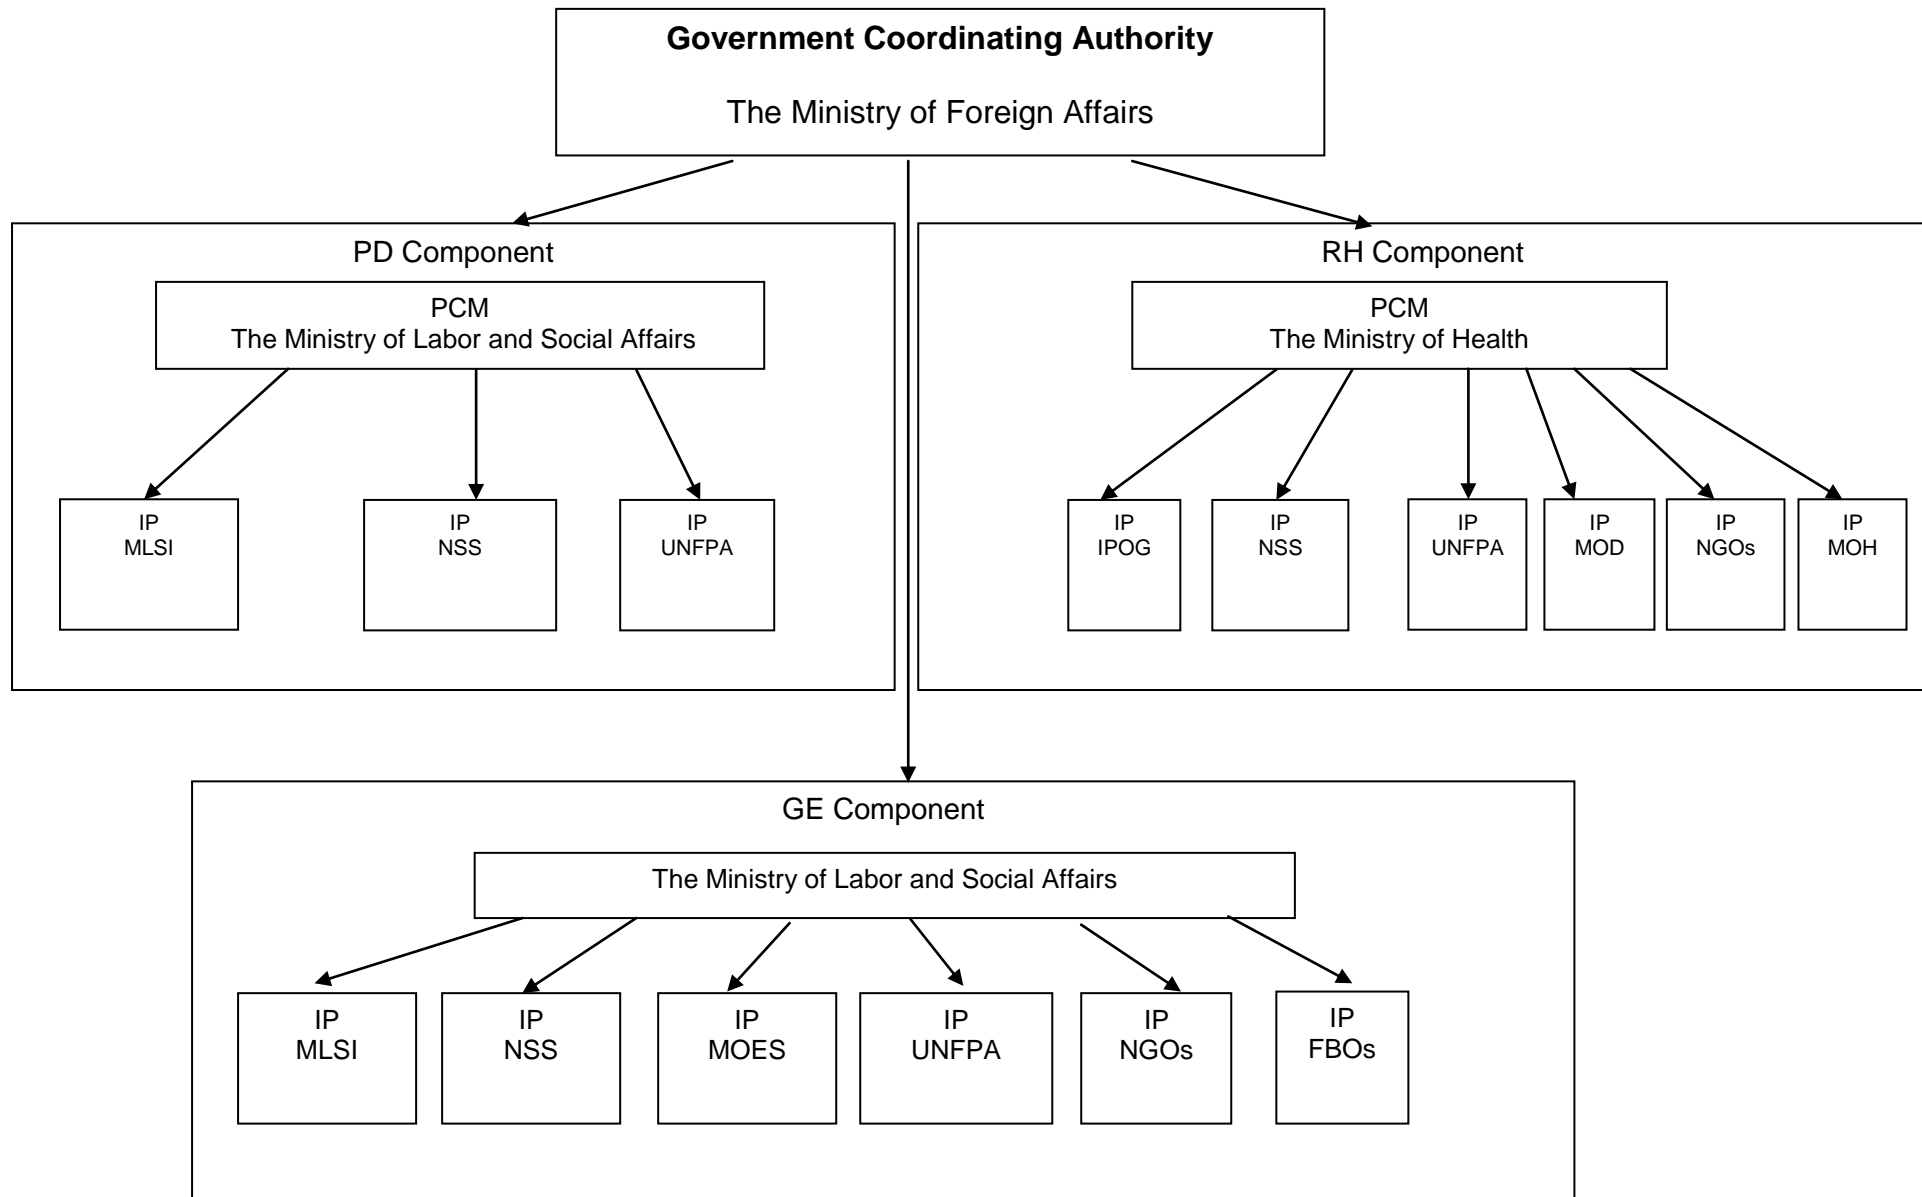 Government Coordinating Authority
The Ministry of Foreign Affairs
PD Component
PCM
The Ministry of Labor and Social Affairs
IP
MLSI
IP
NSS
IP
UNFPA
RH Component
PCM
The Ministry of Health
IP
IPOG
IP
NSS
IP
UNFPA
IP
MOD
IP
NGOs
IP
MOH
GE Component
The Ministry of Labor and Social Affairs
IP
MLSI
IP
NSS
IP
MOES
IP
UNFPA
IP
NGOs
IP
FBOs